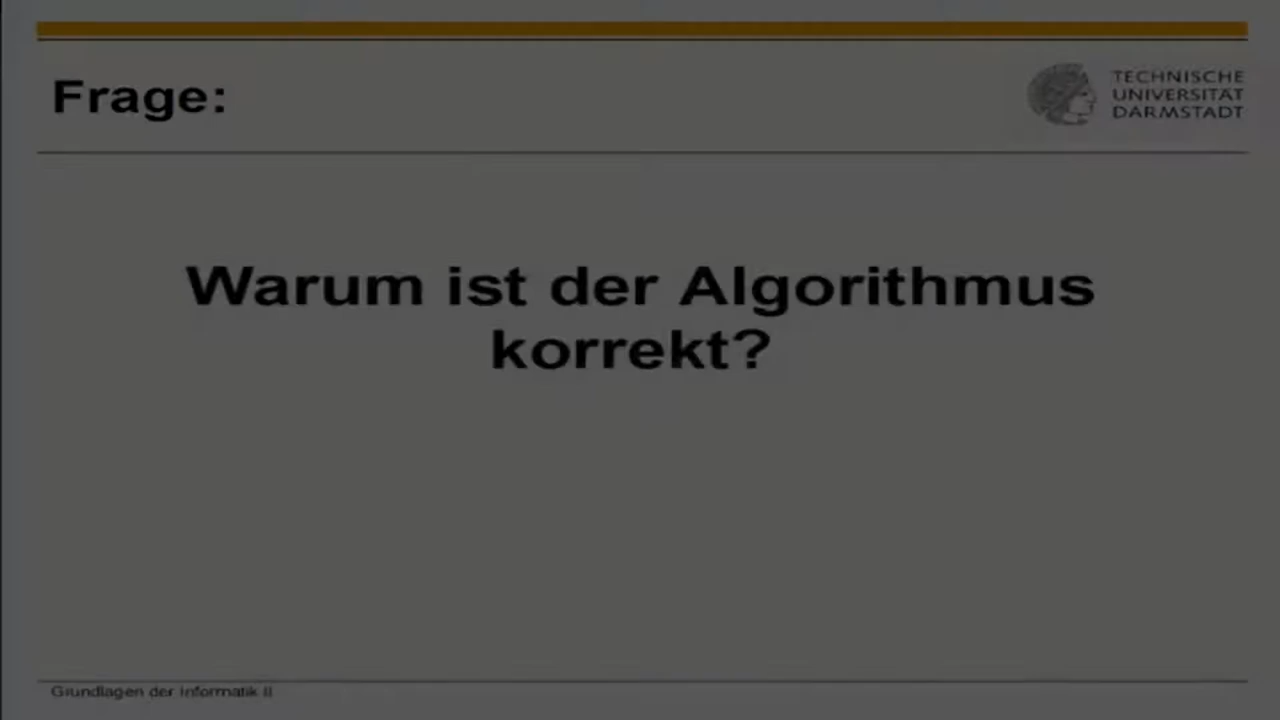 Frage:
TECHNISCHE
UNIVERSITÄT
DARMSTADT
Warum ist der Algorithmus
korrekt?
Grundlagen der Informatik II